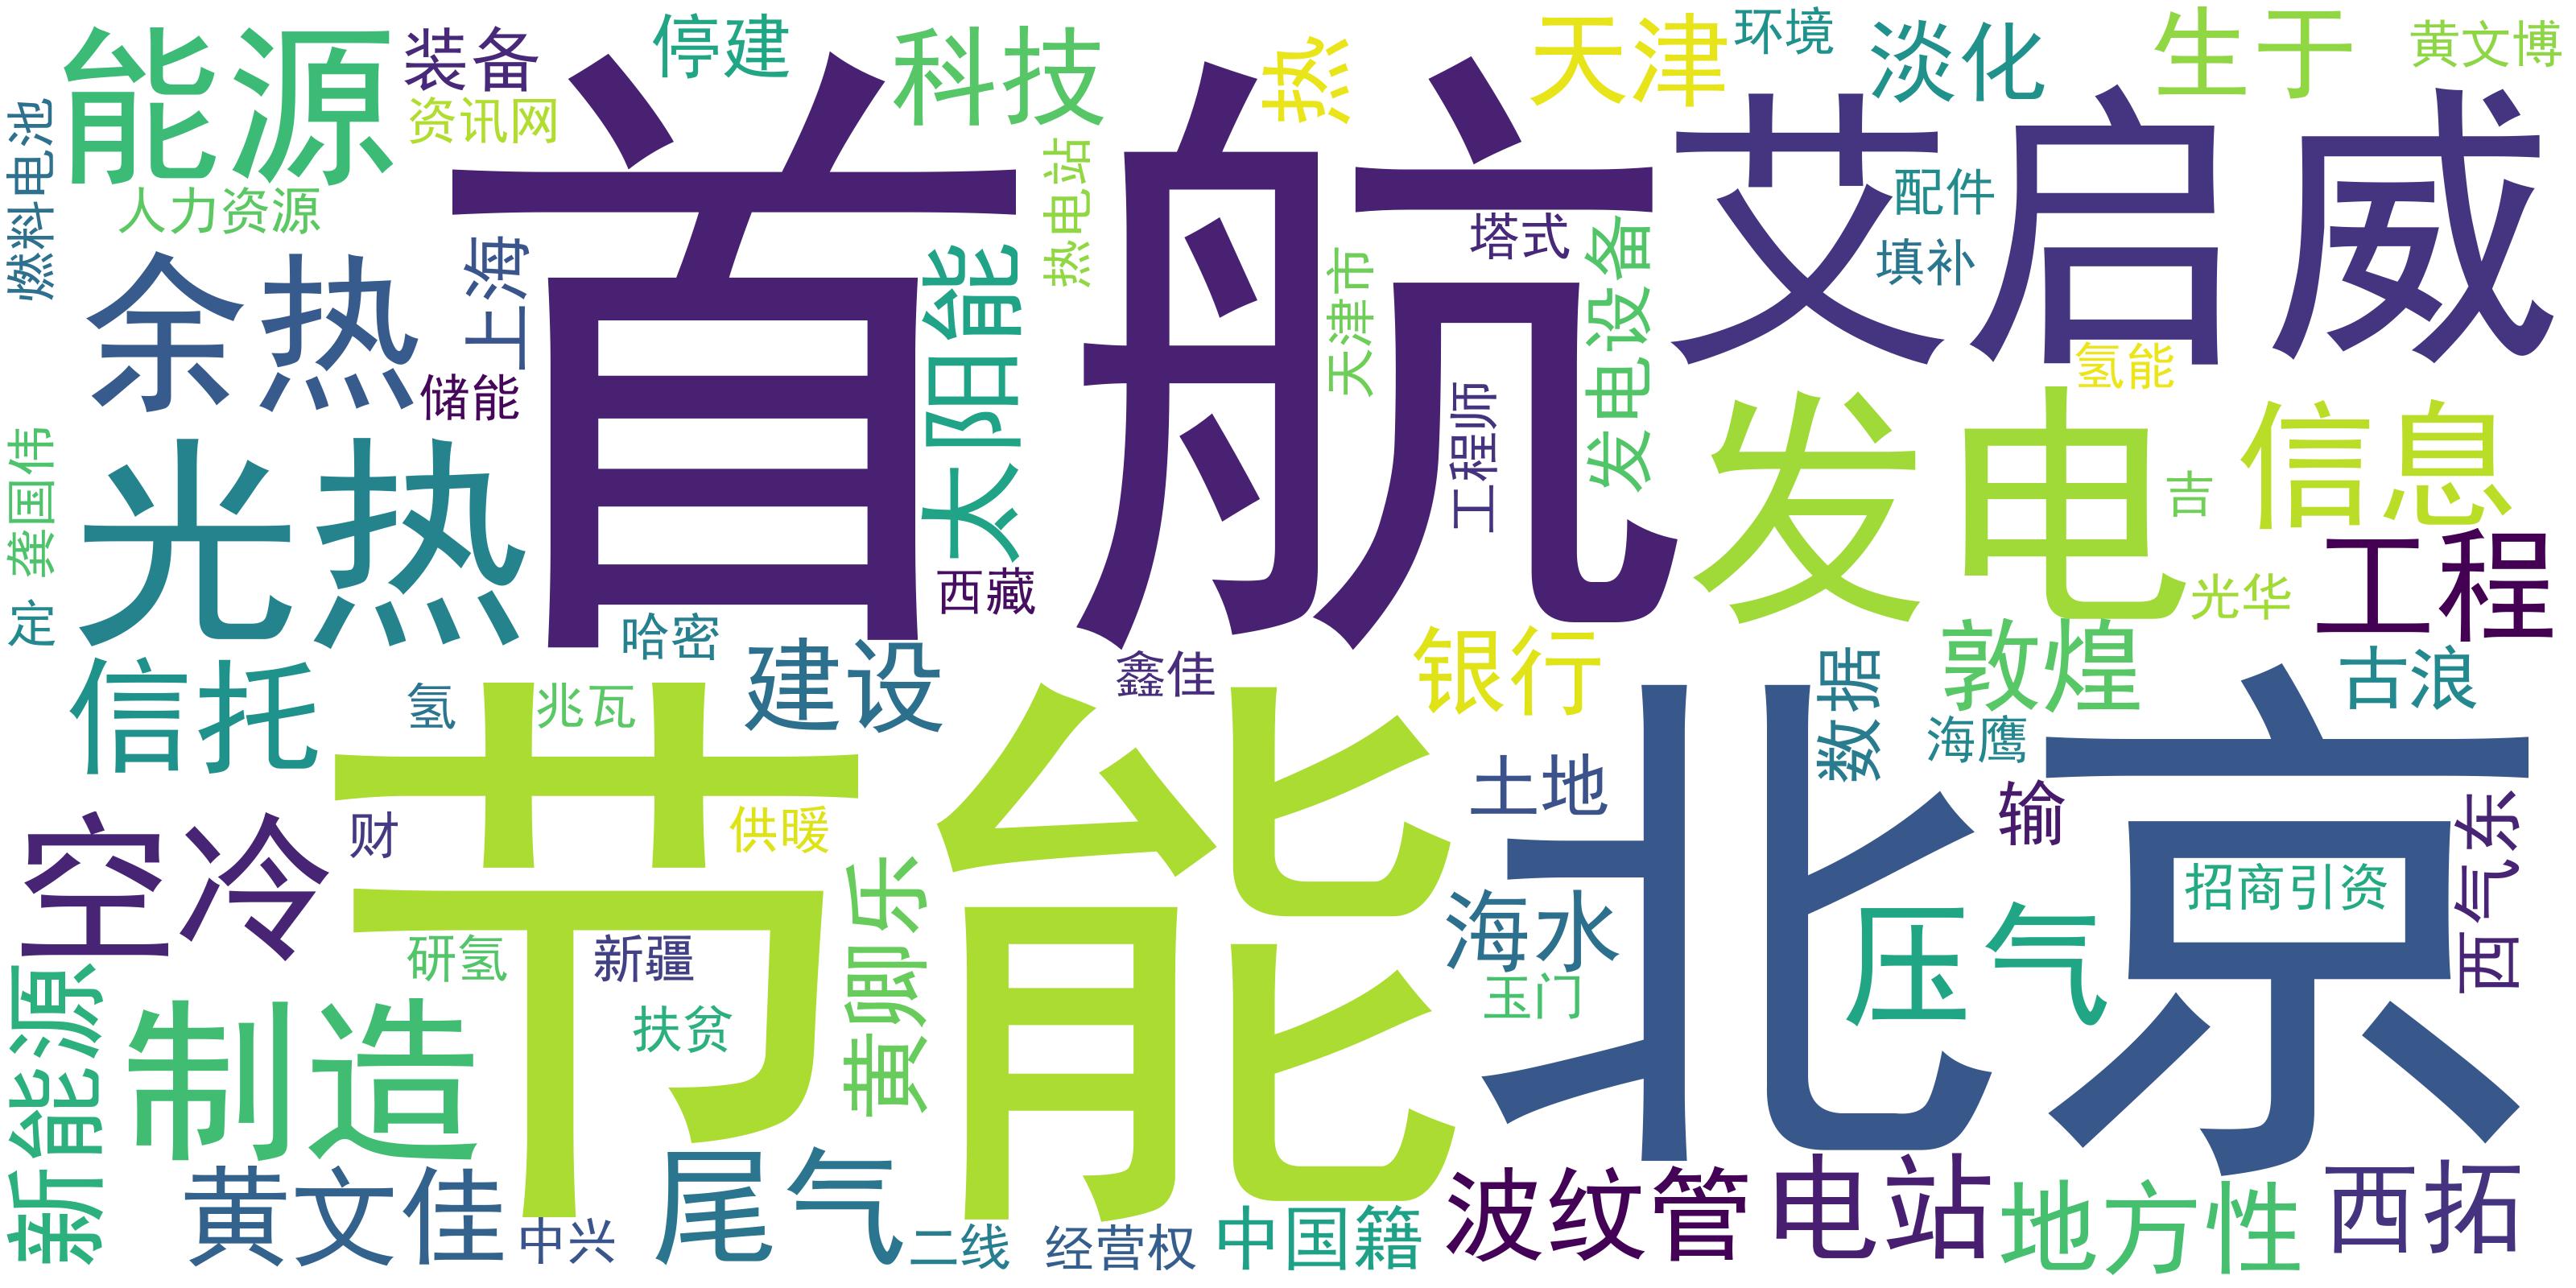 首航
节能
北京
艾启威
发电
光热
能源
余热
制造
空冷
信息
工程
信托
尾气
压气
黄文佳
新能源
科技
太阳能
天津
淡化
生于
黄文博
环境
装备
资讯网
停建
热
人力资源
燃料电池
上海
储能
热电站
天津市
塔式
发电设备
配件
填补
氢能
工程师
龚国伟
定
西藏
哈密
建设
鑫佳
银行
吉
光华
敦煌
古浪
数据
海鹰
氢
兆瓦
财
供暖
黄卿乐
土地
输
西气东
招商引资
海水
玉门
研氢
新疆
扶贫
中兴
二线
经营权
中国籍
波纹管
电站
地方性
西拓